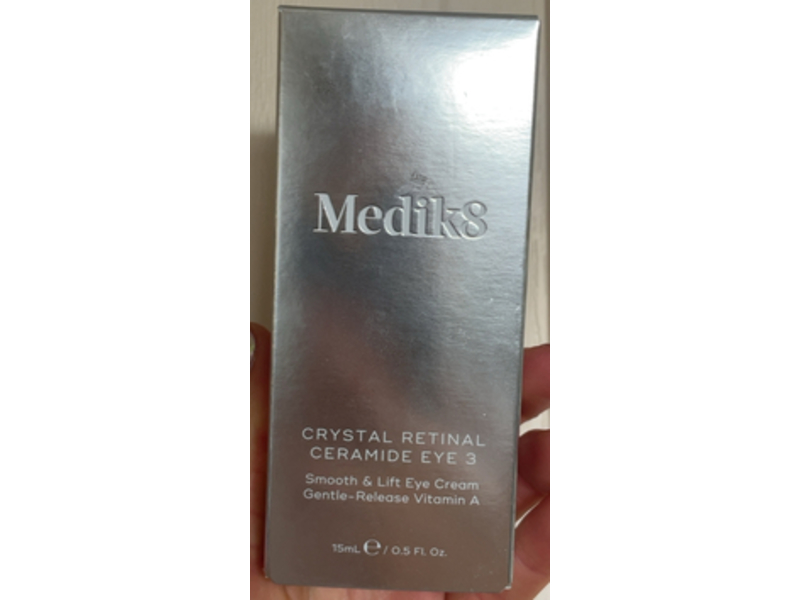 Medik8
CRYSTAL RETINAL
CERAMIDE EYE 3
Smooth & Lift Eye Cream
Gentle-Release Vitamin A
15mL ℮ / 0.5 Fl. Oz.